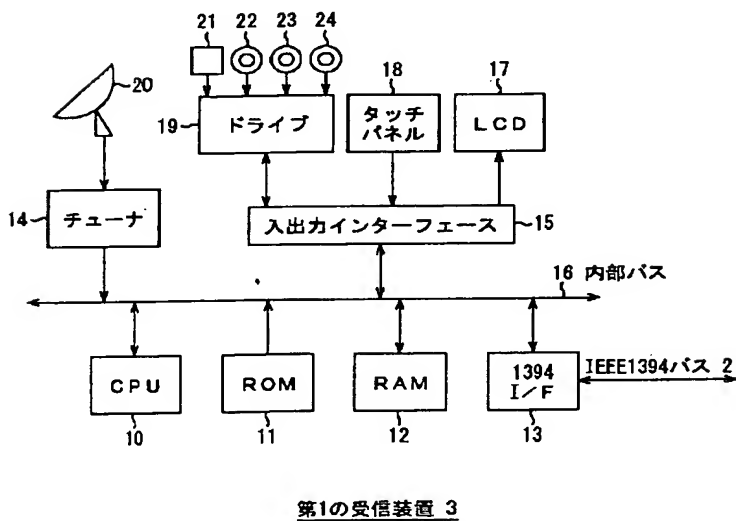 21 22 23 24
20
19 ドライブ
18
タッチ
パネル
17
LCD
14 チューナ
入出力インターフェース 15
16 内部バス
CPU
10
ROM
11
RAM
12
1394
I/F
13
IEEE1394バス 2
第1の受信装置 3